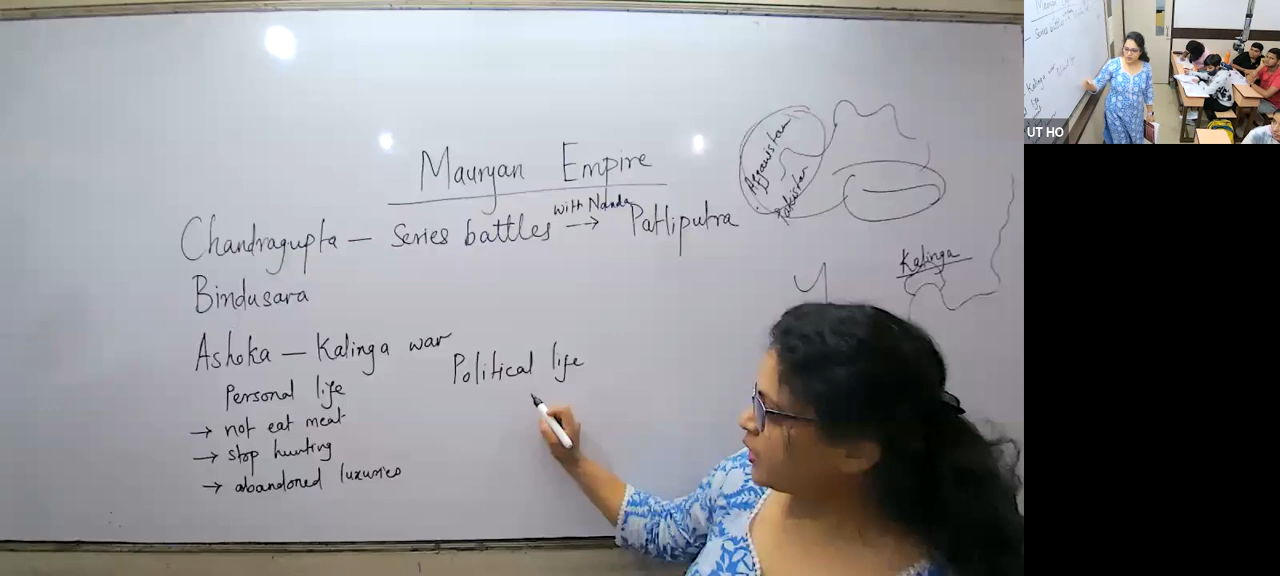 Mauryan Empire
Chandragupta — Series battles with Nanda → Patliputra
Bindusara
Ashoka — Kalinga war
Personal life
→ not eat meat
→ stop hunting
→ abandoned luxuries
Political life
Pakistan
Kalinga
UT HO